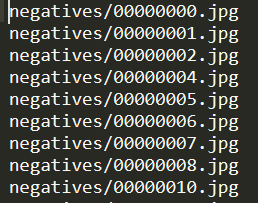 negatives/00000000.jpg
negatives/00000001.jpg
negatives/00000002.jpg
negatives/00000004.jpg
negatives/00000005.jpg
negatives/00000006.jpg
negatives/00000007.jpg
negatives/00000008.jpg
negatives/00000010.jpg